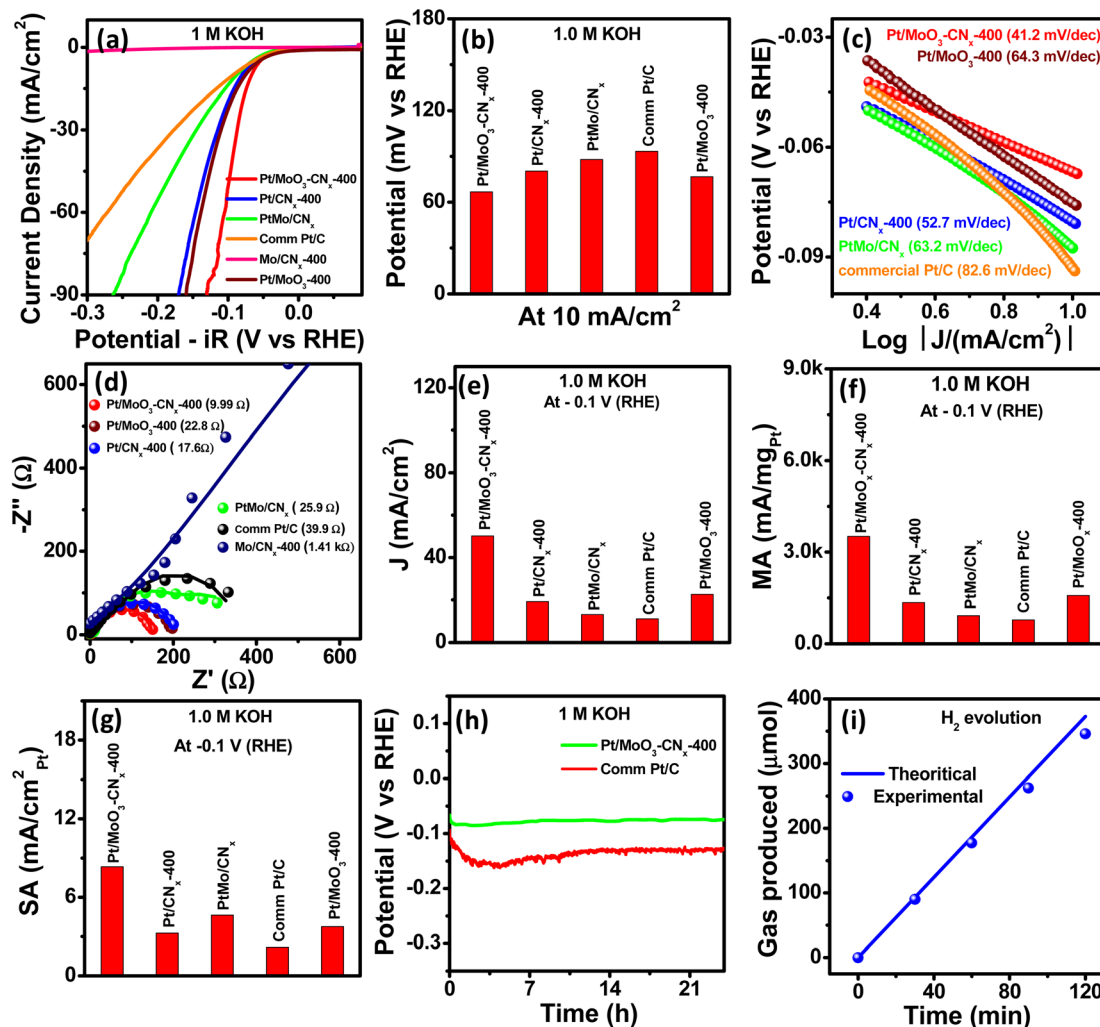 (a) 1 M KOH
Current Density (mA/cm²)
0
-30
-60
-90
Pt/MoO₃-CNₓ-400
Pt/CNₓ-400
PtMo/CNₓ
Comm Pt/C
Mo/CNₓ-400
Pt/MoO₃-400
-0.3 -0.2 -0.1 0.0
Potential - iR (V vs RHE)
(b) 1.0 M KOH
Potential (mV vs RHE)
180
120
60
0
Pt/MoO₃-CNₓ-400
Pt/CNₓ-400
PtMo/CNₓ
Comm Pt/C
Pt/MoO₃-400
At 10 mA/cm²
(c)
Potential (V vs RHE)
-0.03
-0.06
-0.09
Pt/MoO₃-CNₓ-400 (41.2 mV/dec)
Pt/MoO₃-400 (64.3 mV/dec)
Pt/CNₓ-400 (52.7 mV/dec)
PtMo/CNₓ (63.2 mV/dec)
commercial Pt/C (82.6 mV/dec)
0.4 0.6 0.8 1.0
Log |J/(mA/cm²)|
(d)
-Z" (Ω)
600
400
200
0
Pt/MoO₃-CNₓ-400 (9.99 Ω)
Pt/MoO₃-400 (22.8 Ω)
Pt/CNₓ-400 ( 17.6Ω)
PtMo/CNₓ ( 25.9 Ω)
comm Pt/C (39.9 Ω)
Mo/CNₓ-400 (1.41 kΩ)
0 200 400 600
Z' (Ω)
(e) 1.0 M KOH
At - 0.1 V (RHE)
J (mA/cm²)
120
80
40
0
Pt/MoO₃-CNₓ-400
Pt/CNₓ-400
PtMo/CNₓ
Comm Pt/C
Pt/MoO₃-400
(f) 1.0 M KOH
At - 0.1 V (RHE)
MA (mA/mg_Pt)
9.0k
6.0k
3.0k
0.0
Pt/MoOₓ-CNₓ-400
Pt/CNₓ-400
PtMo/CNₓ
Comm Pt/C
Pt/MoOₓ-400
(g) 1.0 M KOH
At -0.1 V (RHE)
SA (mA/cm²_Pt)
18
12
6
0
Pt/MoO₃-CNₓ-400
Pt/CNₓ-400
PtMo/CNₓ
Comm Pt/C
Pt/MoO₃-400
(h) 1 M KOH
Potential (V vs RHE)
0.1
0.0
-0.1
-0.2
-0.3
Pt/MoO₃-CNₓ-400
Comm Pt/C
0 7 14 21
Time (h)
(i) H₂ evolution
Gas produced (μmol)
400
300
200
100
0
Theoritical
Experimental
0 40 80 120
Time (min)